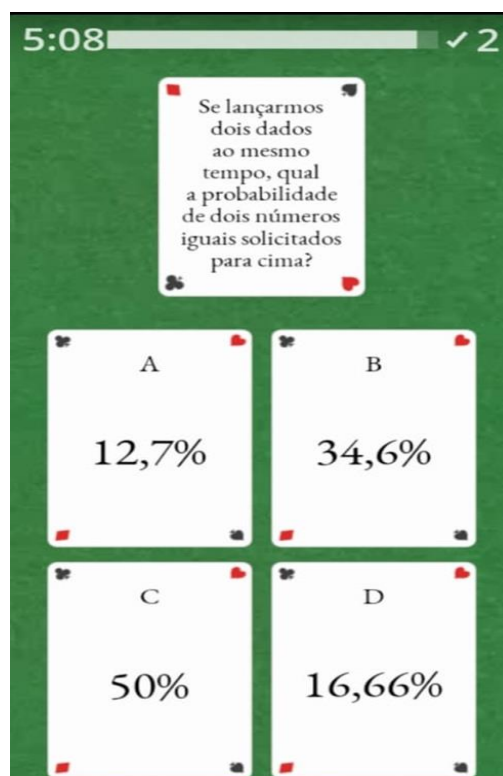 5:08 ✓ 2
Se lançarmos
dois dados
ao mesmo
tempo, qual
a probabilidade
de dois números
iguais solicitados
para cima?
A
12,7%
B
34,6%
C
50%
D
16,66%